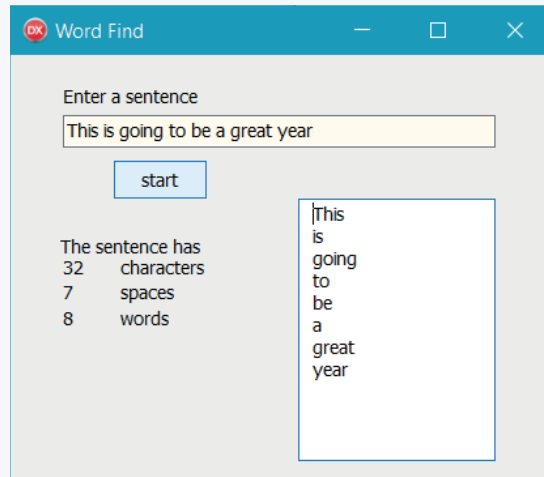 DX Word Find
Enter a sentence
This is going to be a great year
start
The sentence has
32 characters
7 spaces
8 words
This
is
going
to
be
a
great
year